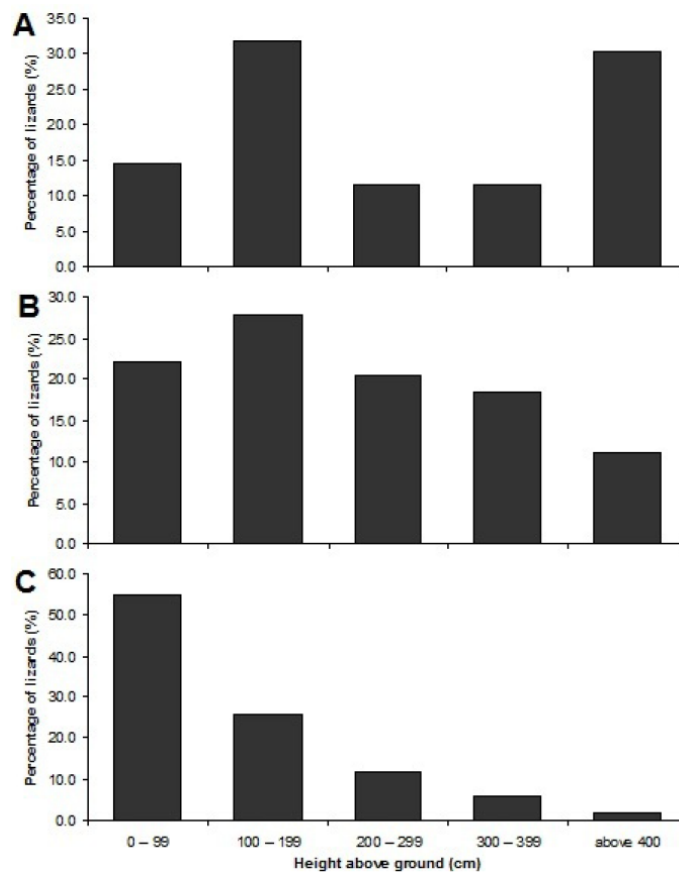 A
Percentage of lizards (%)
35.0
30.0
25.0
20.0
15.0
10.0
5.0
0.0
B
Percentage of lizards (%)
30.0
25.0
20.0
15.0
10.0
5.0
0.0
C
Percentage of lizards (%)
60.0
50.0
40.0
30.0
20.0
10.0
0.0
0 – 99
100 – 199
200 – 299
300 – 399
above 400
Height above ground (cm)